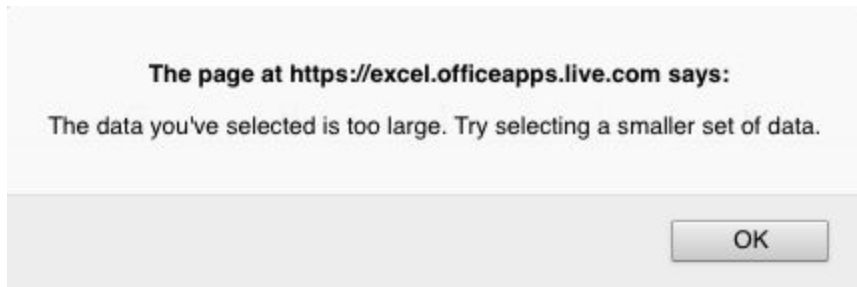 The page at https://excel.officeapps.live.com says:
The data you've selected is too large. Try selecting a smaller set of data.
OK